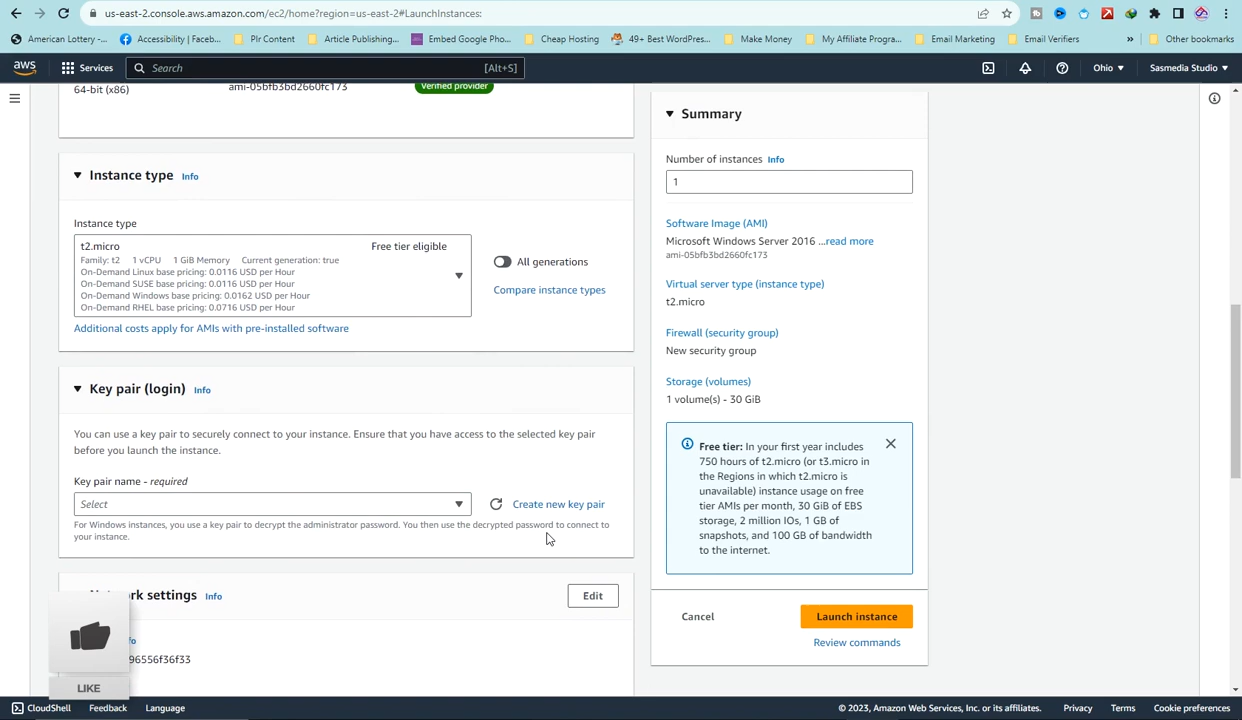 us-east-2.console.aws.amazon.com/ec2/home?region=us-east-2#LaunchInstances:
American Lottery -... Accessibility | Faceb... Plr Content Article Publishing... Embed Google Pho... Cheap Hosting 49+ Best WordPress... Make Money My Affiliate Progra... Email Marketing Email Verifiers » Other bookmarks
aws Services Search [Alt+S] Ohio ▼ Sasmedia Studio ▼
64-bit (x86) ami-05bfb3bd2660fc173 Verified provider
Instance type Info
Instance type
t2.micro Free tier eligible
Family: t2 1 vCPU 1 GiB Memory Current generation: true
On-Demand Linux base pricing: 0.0116 USD per Hour
On-Demand SUSE base pricing: 0.0116 USD per Hour
On-Demand Windows base pricing: 0.0162 USD per Hour
On-Demand RHEL base pricing: 0.0716 USD per Hour
All generations
Compare instance types
Additional costs apply for AMIs with pre-installed software
Key pair (login) Info
You can use a key pair to securely connect to your instance. Ensure that you have access to the selected key pair
before you launch the instance.
Key pair name - required
Select Create new key pair
For Windows instances, you use a key pair to decrypt the administrator password. You then use the decrypted password to connect to
your instance.
work settings Info Edit
96556f36f33
LIKE
Summary
Number of instances Info
1
Software Image (AMI)
Microsoft Windows Server 2016 ...read more
ami-05bfb3bd2660fc173
Virtual server type (instance type)
t2.micro
Firewall (security group)
New security group
Storage (volumes)
1 volume(s) - 30 GiB
Free tier: In your first year includes
750 hours of t2.micro (or t3.micro in
the Regions in which t2.micro is
unavailable) instance usage on free
tier AMIs per month, 30 GiB of EBS
storage, 2 million IOs, 1 GB of
snapshots, and 100 GB of bandwidth
to the internet.
Cancel Launch instance
Review commands
CloudShell Feedback Language © 2023, Amazon Web Services, Inc. or its affiliates. Privacy Terms Cookie preferences